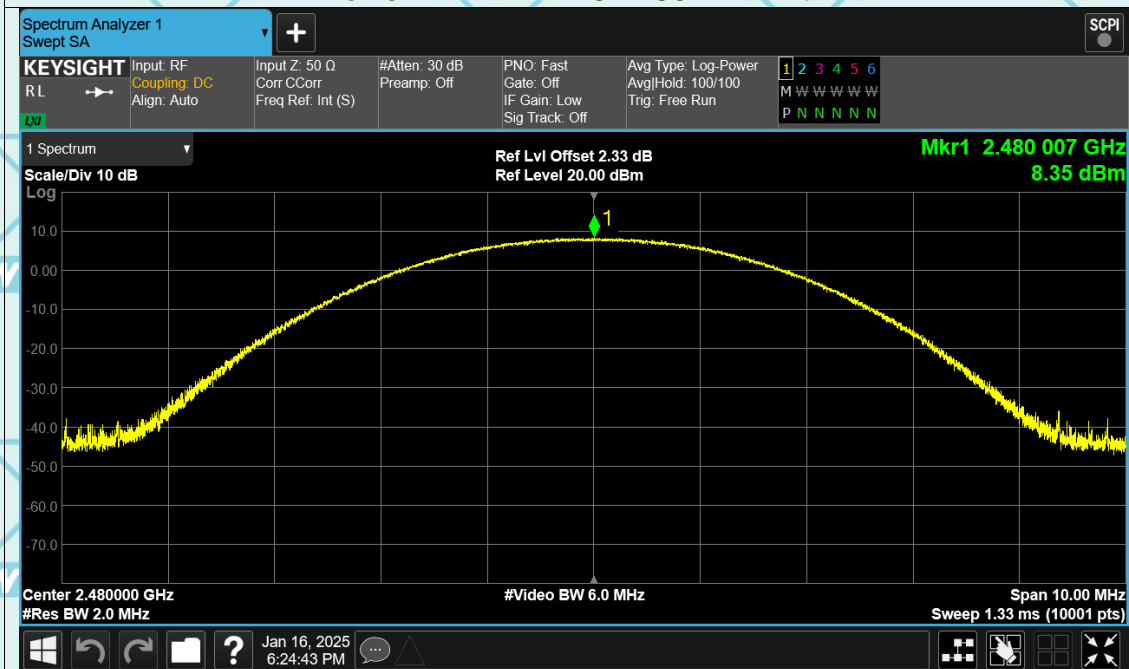 Spectrum Analyzer 1
Swept SA
+
SCPI
KEYSIGHT
RL
LXI
Input: RF
Coupling: DC
Align: Auto
Input Z: 50 Ω
Corr CCorr
Freq Ref: Int (S)
#Atten: 30 dB
Preamp: Off
PNO: Fast
Gate: Off
IF Gain: Low
Sig Track: Off
Avg Type: Log-Power
Avg|Hold: 100/100
Trig: Free Run
1 2 3 4 5 6
M W W W W W
P N N N N N
1 Spectrum
Scale/Div 10 dB
Log
Ref Lvl Offset 2.33 dB
Ref Level 20.00 dBm
Mkr1 2.480 007 GHz
8.35 dBm
1
10.0
0.00
-10.0
-20.0
-30.0
-40.0
-50.0
-60.0
-70.0
Center 2.480000 GHz
#Res BW 2.0 MHz
#Video BW 6.0 MHz
Span 10.00 MHz
Sweep 1.33 ms (10001 pts)
?
Jan 16, 2025
6:24:43 PM